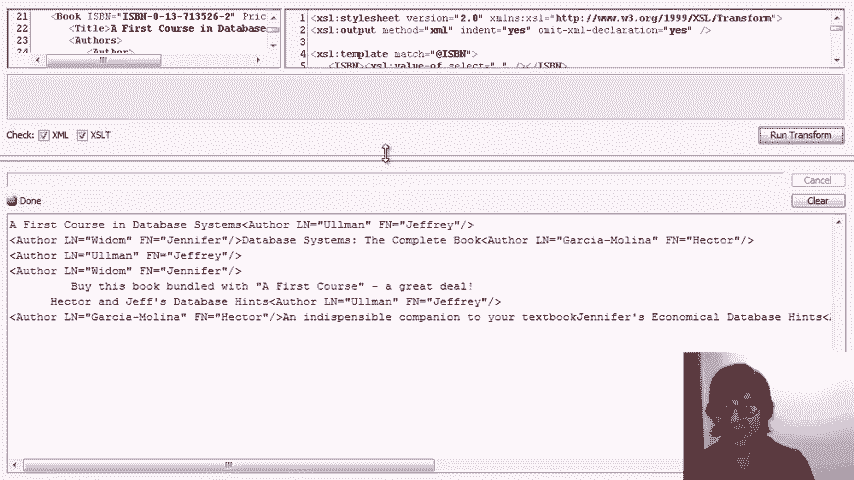 21 <Book ISBN="ISBN-0-13-713526-2" Pric
22 <Title>A First Course in Database
23 <Authors>
24 <Author>
1 <xsl:stylesheet version="2.0" xmlns:xsl="http://www.w3.org/1999/XSL/Transform">
2 <xsl:output method="xml" indent="yes" omit-xml-declaration="yes" />
3
4 <xsl:template match="@ISBN">
5 <ISBN><xsl:value-of select="." /></ISBN>
Check: XML XSLT
Run Transform
Cancel
Done
Clear
A First Course in Database Systems<Author LN="Ullman" FN="Jeffrey"/>
<Author LN="Widom" FN="Jennifer"/>Database Systems: The Complete Book<Author LN="Garcia-Molina" FN="Hector"/>
<Author LN="Ullman" FN="Jeffrey"/>
<Author LN="Widom" FN="Jennifer"/>
Buy this book bundled with "A First Course" - a great deal!
Hector and Jeff's Database Hints<Author LN="Ullman" FN="Jeffrey"/>
<Author LN="Garcia-Molina" FN="Hector"/>An indispensible companion to your textbookJennifer's Economical Database Hints<